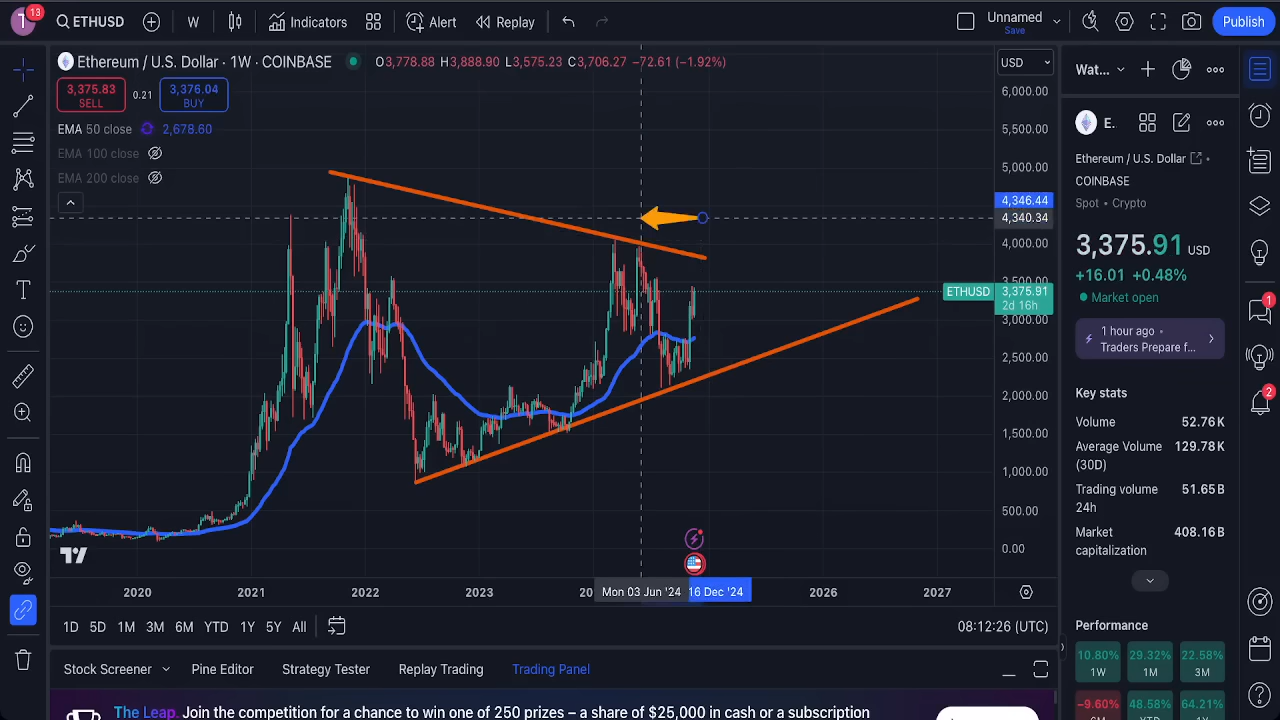 T 13 ETHUSD W Indicators Alert Replay Unnamed Publish
Save
Ethereum / U.S. Dollar · 1W · COINBASE O3,778.88 H3,888.90 L3,575.23 C3,706.27 −72.61 (−1.92%)
3,375.83
SELL
0.21
3,376.04
BUY
EMA 50 close 2,678.60
EMA 100 close
EMA 200 close
USD
6,000.00
5,500.00
5,000.00
4,346.44
4,340.34
4,000.00
ETHUSD 3,375.91
2d 16h
3,000.00
2,500.00
2,000.00
1,500.00
1,000.00
500.00
0.00
2020 2021 2022 2023 Mon 03 Jun '24 16 Dec '24 2026 2027
1D 5D 1M 3M 6M YTD 1Y 5Y All 08:12:26 (UTC)
Stock Screener Pine Editor Strategy Tester Replay Trading Trading Panel
The Leap. Join the competition for a chance to win one of 250 prizes – a share of $25,000 in cash or a subscription
Wat...
E.
Ethereum / U.S. Dollar
COINBASE
Spot • Crypto
3,375.91 USD
+16.01 +0.48%
Market open
1 hour ago •
Traders Prepare f...
Key stats
Volume 52.76K
Average Volume (30D) 129.78K
Trading volume 24h 51.65B
Market capitalization 408.16B
Performance
10.80% 29.32% 22.58%
1W 1M 3M
−9.60% 48.58% 64.21%
1
2